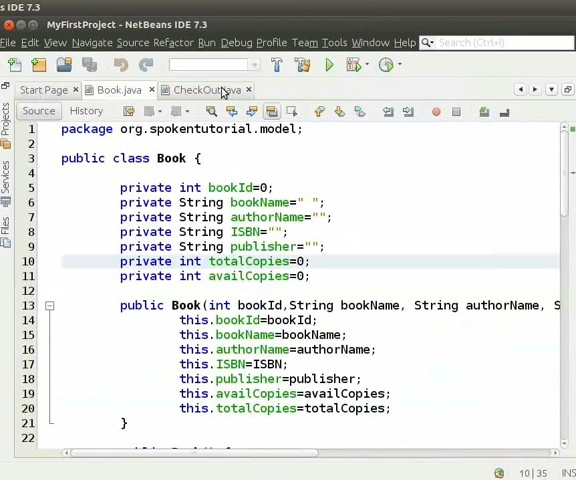 s IDE 7.3
MyFirstProject - NetBeans IDE 7.3
File Edit View Navigate Source Refactor Run Debug Profile Team Tools Window Help
Search (Ctrl+I)
Start Page Book.java CheckOut.java
Source History
Projects
Services
Files
1 package org.spokentutorial.model;
2
3 public class Book {
4
5 private int bookId=0;
6 private String bookName=" ";
7 private String authorName="";
8 private String ISBN="";
9 private String publisher="";
10 private int totalCopies=0;
11 private int availCopies=0;
12
13 public Book(int bookId,String bookName, String authorName, S
14 this.bookId=bookId;
15 this.bookName=bookName;
16 this.authorName=authorName;
17 this.ISBN=ISBN;
18 this.publisher=publisher;
19 this.availCopies=availCopies;
20 this.totalCopies=totalCopies;
21 }
22
10 | 35 INS